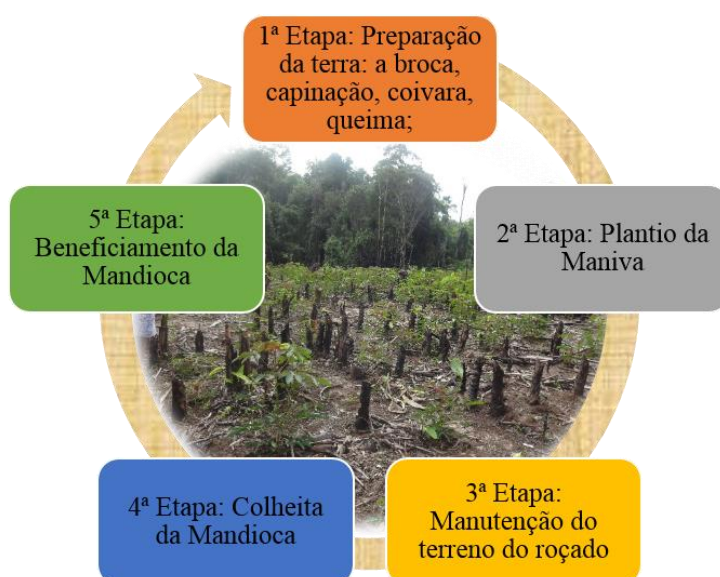 1ª Etapa: Preparação
da terra: a broca,
capinação, coivara,
queima;
2ª Etapa: Plantio da
Maniva
3ª Etapa:
Manutenção do
terreno do roçado
4ª Etapa: Colheita
da Mandioca
5ª Etapa:
Beneficiamento da
Mandioca